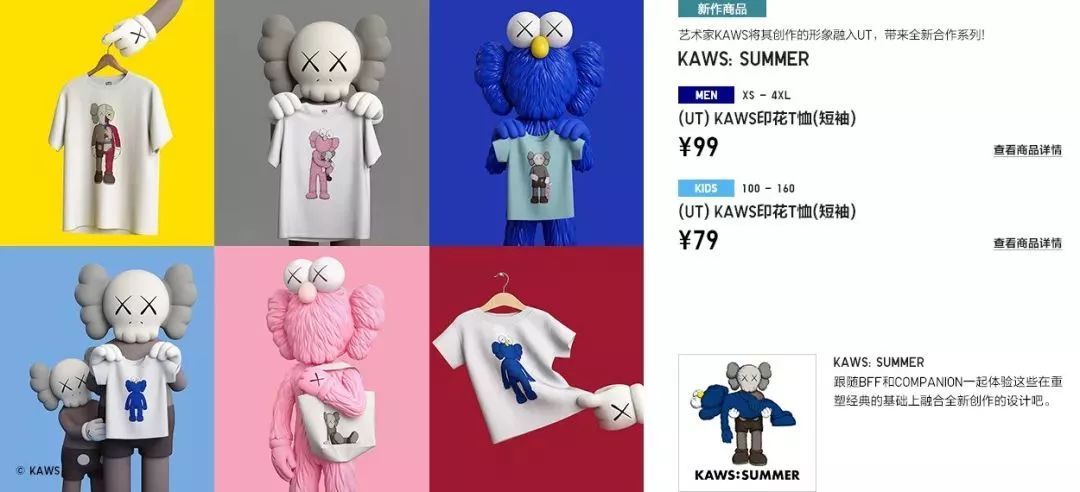 新作商品
艺术家KAWS将其创作的形象融入UT，带来全新合作系列!
KAWS: SUMMER
MEN XS - 4XL
(UT) KAWS印花T恤(短袖)
¥99
查看商品详情
KIDS 100 - 160
(UT) KAWS印花T恤(短袖)
¥79
查看商品详情
KAWS: SUMMER
跟随BFF和COMPANION一起体验这些在重
塑经典的基础上融合全新创作的设计吧。
KAWS:SUMMER
© KAWS